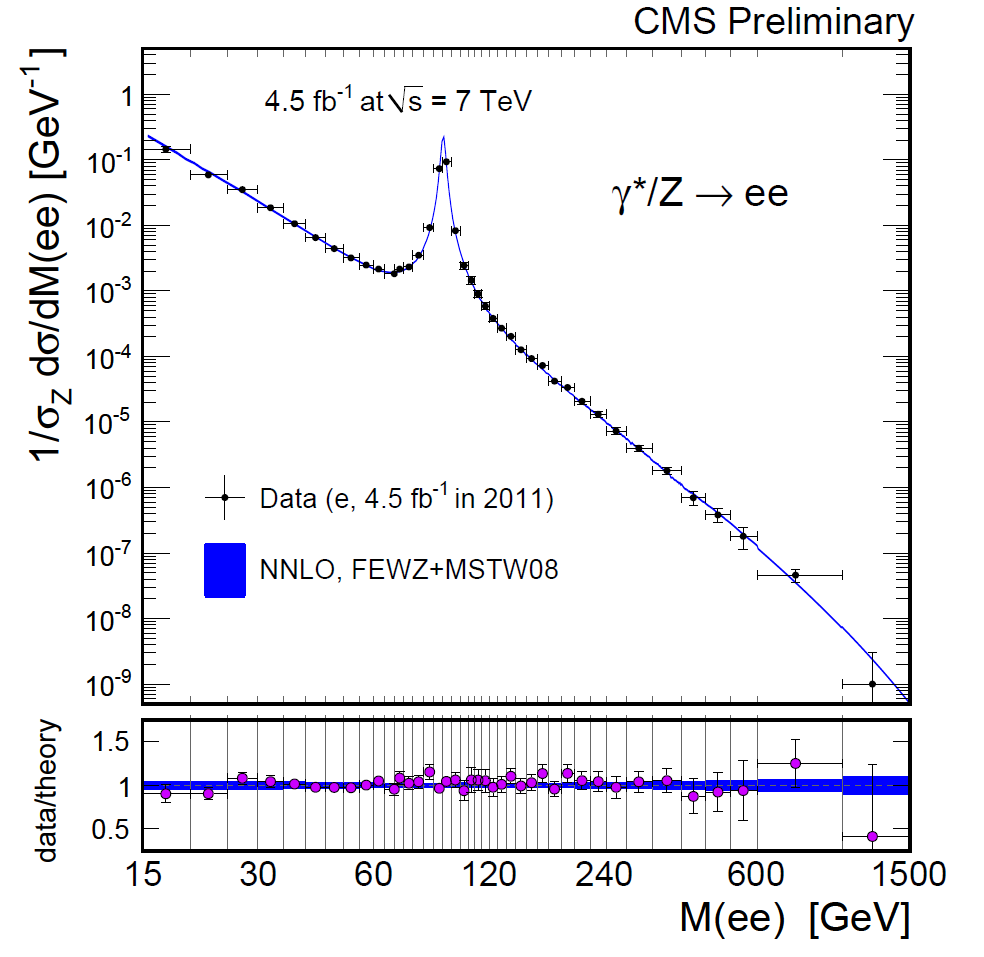 CMS Preliminary
4.5 fb⁻¹ at √s = 7 TeV
γ*/Z → ee
1/σ_Z dσ/dM(ee) [GeV⁻¹]
1
10⁻¹
10⁻²
10⁻³
10⁻⁴
10⁻⁵
10⁻⁶
10⁻⁷
10⁻⁸
10⁻⁹
Data (e, 4.5 fb⁻¹ in 2011)
NNLO, FEWZ+MSTW08
data/theory
1.5
1
0.5
15 30 60 120 240 600 1500
M(ee) [GeV]